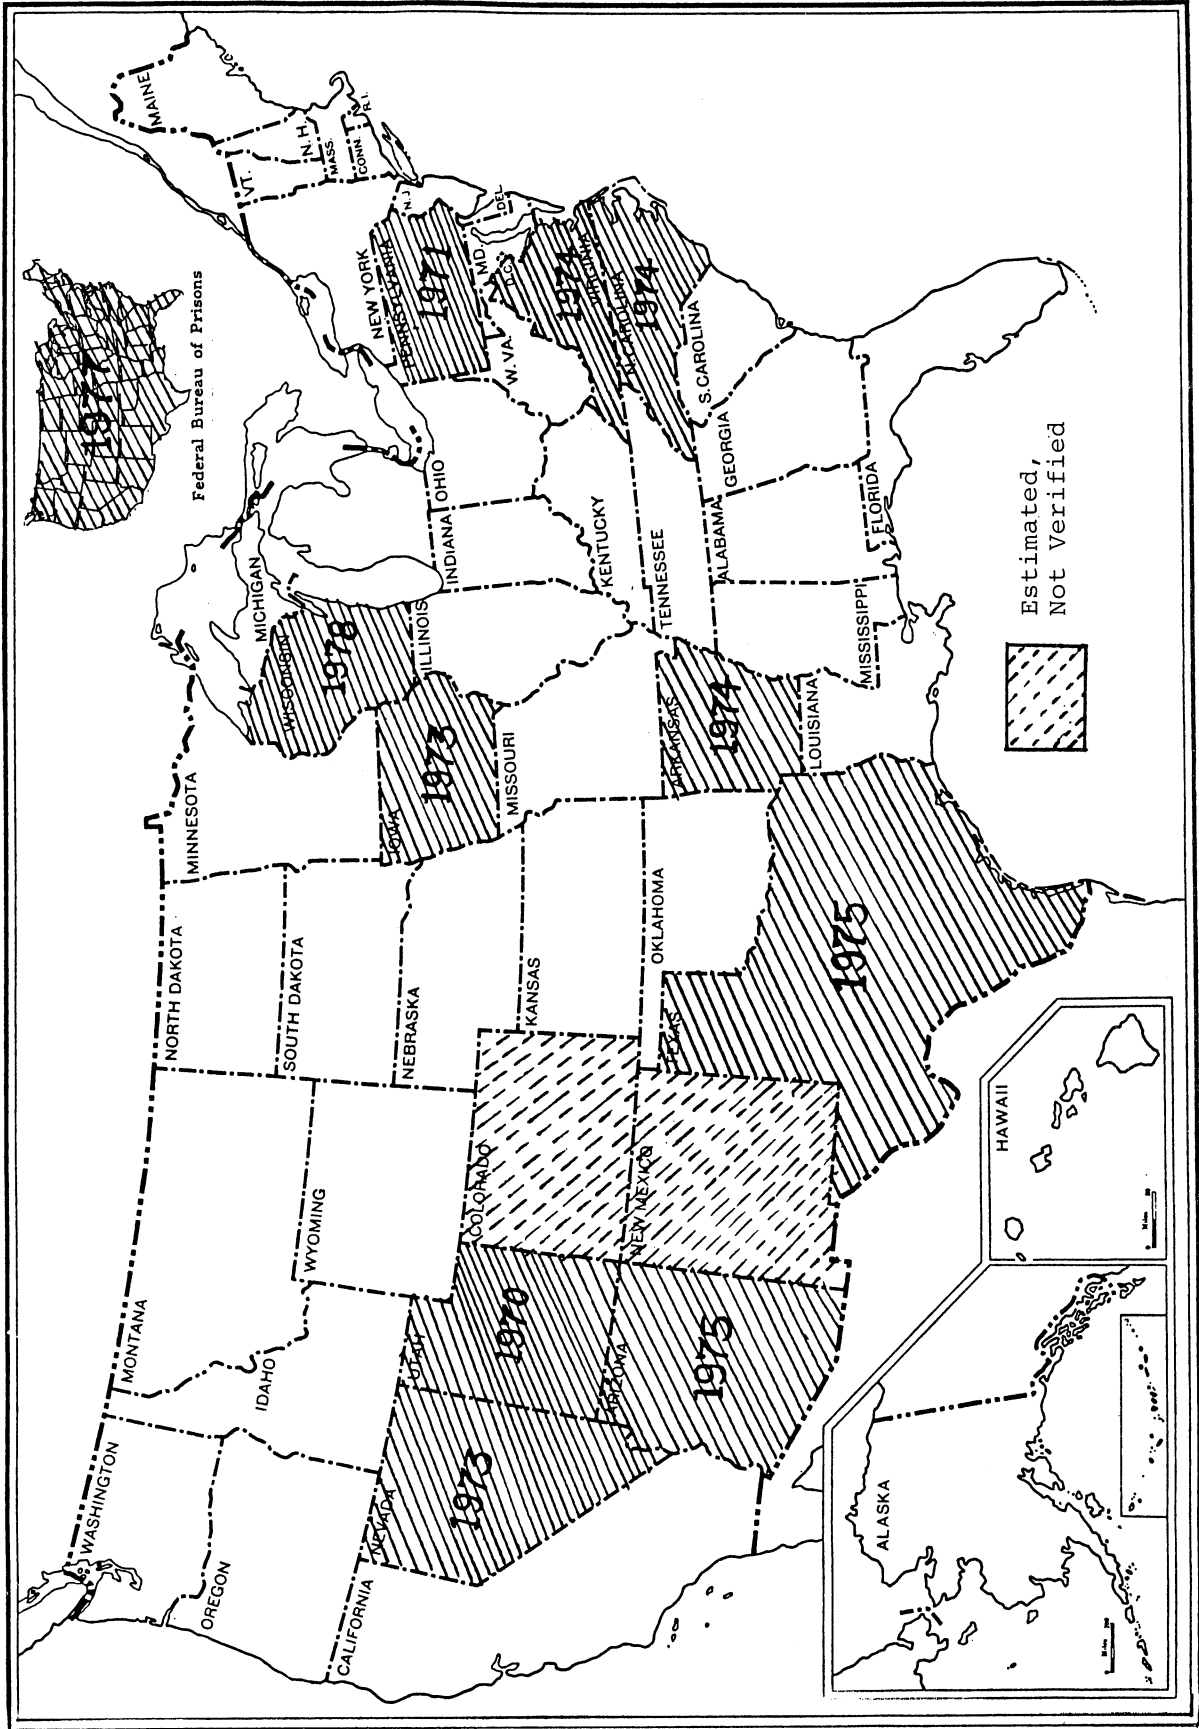 WASHINGTON
OREGON
CALIFORNIA
NEVADA
1973
IDAHO
MONTANA
WYOMING
UTAH
1970
ARIZONA
1975
COLORADO
NEW MEXICO
NORTH DAKOTA
SOUTH DAKOTA
NEBRASKA
KANSAS
OKLAHOMA
TEXAS
1975
MINNESOTA
IOWA
1973
MISSOURI
ARKANSAS
1974
LOUISIANA
WISCONSIN
1978
MICHIGAN
ILLINOIS
INDIANA
OHIO
KENTUCKY
TENNESSEE
MISSISSIPPI
ALABAMA
GEORGIA
FLORIDA
S. CAROLINA
N. CAROLINA
1974
VIRGINIA
1974
W. VA.
MD.
D.C.
DEL.
PENNSYLVANIA
1971
N.J.
NEW YORK
CONN.
R.I.
MASS.
VT.
N. H.
MAINE
1977
Federal Bureau of Prisons
Estimated,
Not Verified
ALASKA
Miles
HAWAII
Miles